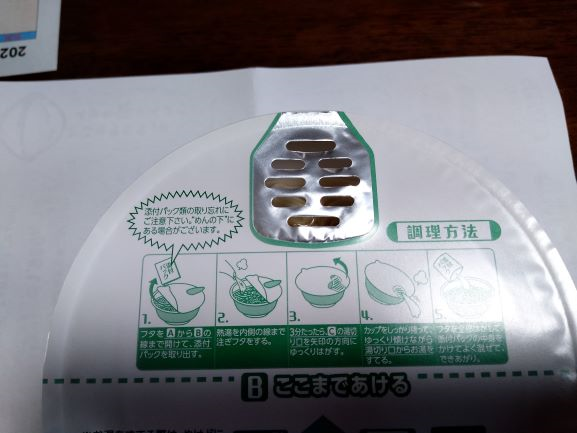 202
添付パック類の取り忘れに
ご注意下さい。"めんの下"に
ある場合がございます。
調理方法
1.
フタをAからBの
線まで開けて、添付
パックを取り出す。
2.
熱湯を内側の線まで
注ぎフタをする。
3.
3分たったら、Cの湯切
り口を矢印の方向に
ゆっくりはがす。
4.
カップをしっかり持って、
ゆっくり傾けながら
湯切り口からお湯を
すてる。
5.
フタを全部はがして
添付パックの中身を
かけてよく混ぜて
できあがり。
B ここまであける